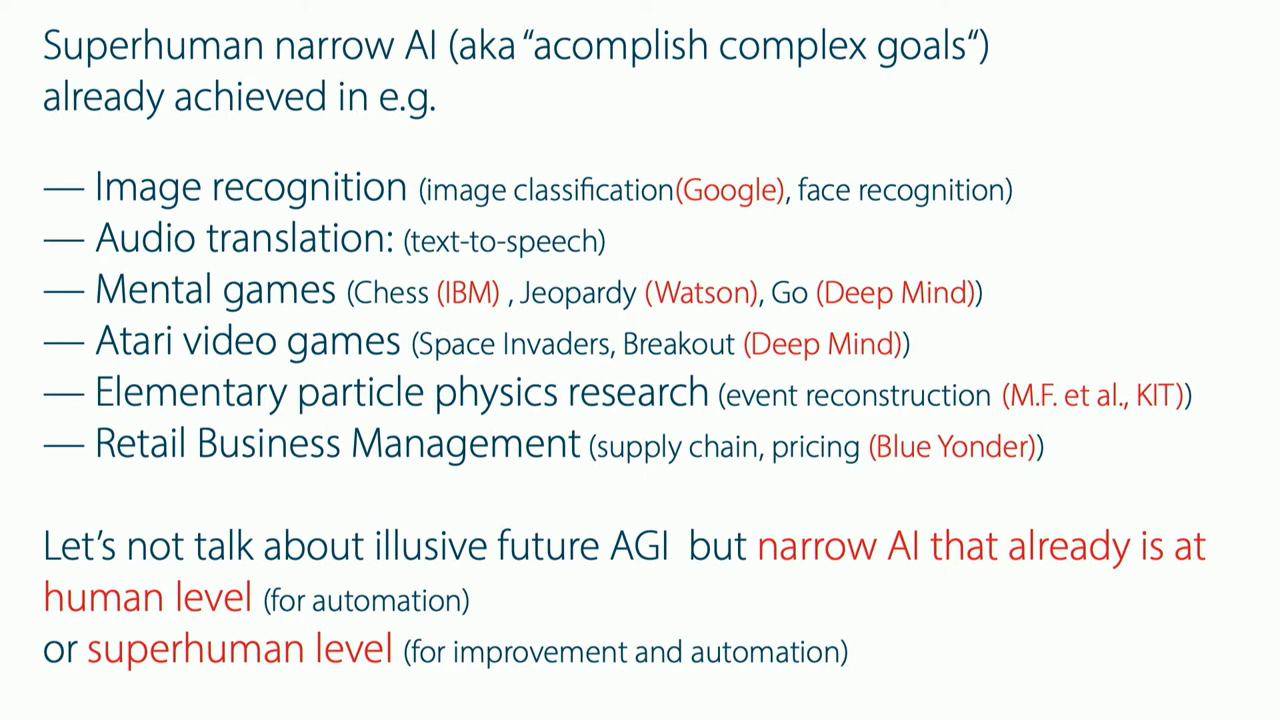 Superhuman narrow AI (aka “acomplish complex goals“)
already achieved in e.g.
— Image recognition (image classification(Google), face recognition)
— Audio translation: (text-to-speech)
— Mental games (Chess (IBM) , Jeopardy (Watson), Go (Deep Mind))
— Atari video games (Space Invaders, Breakout (Deep Mind))
— Elementary particle physics research (event reconstruction (M.F. et al., KIT))
— Retail Business Management (supply chain, pricing (Blue Yonder))
Let’s not talk about illusive future AGI  but narrow AI that already is at
human level (for automation)
or superhuman level (for improvement and automation)